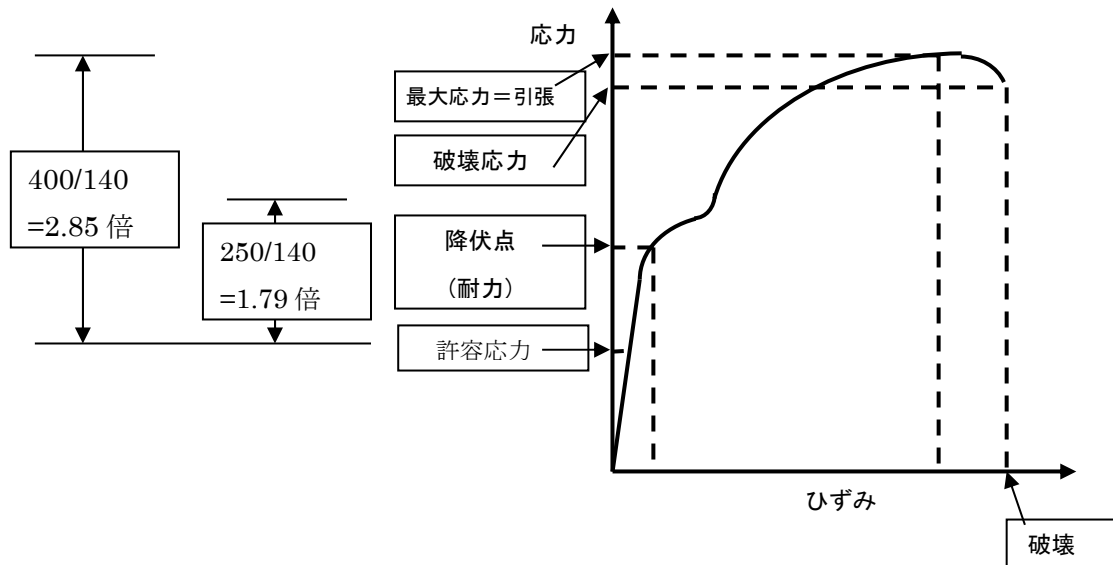 応力
最大応力＝引張
破壊応力
400/140
=2.85 倍
250/140
=1.79 倍
降伏点
（耐力）
許容応力
ひずみ
破壊